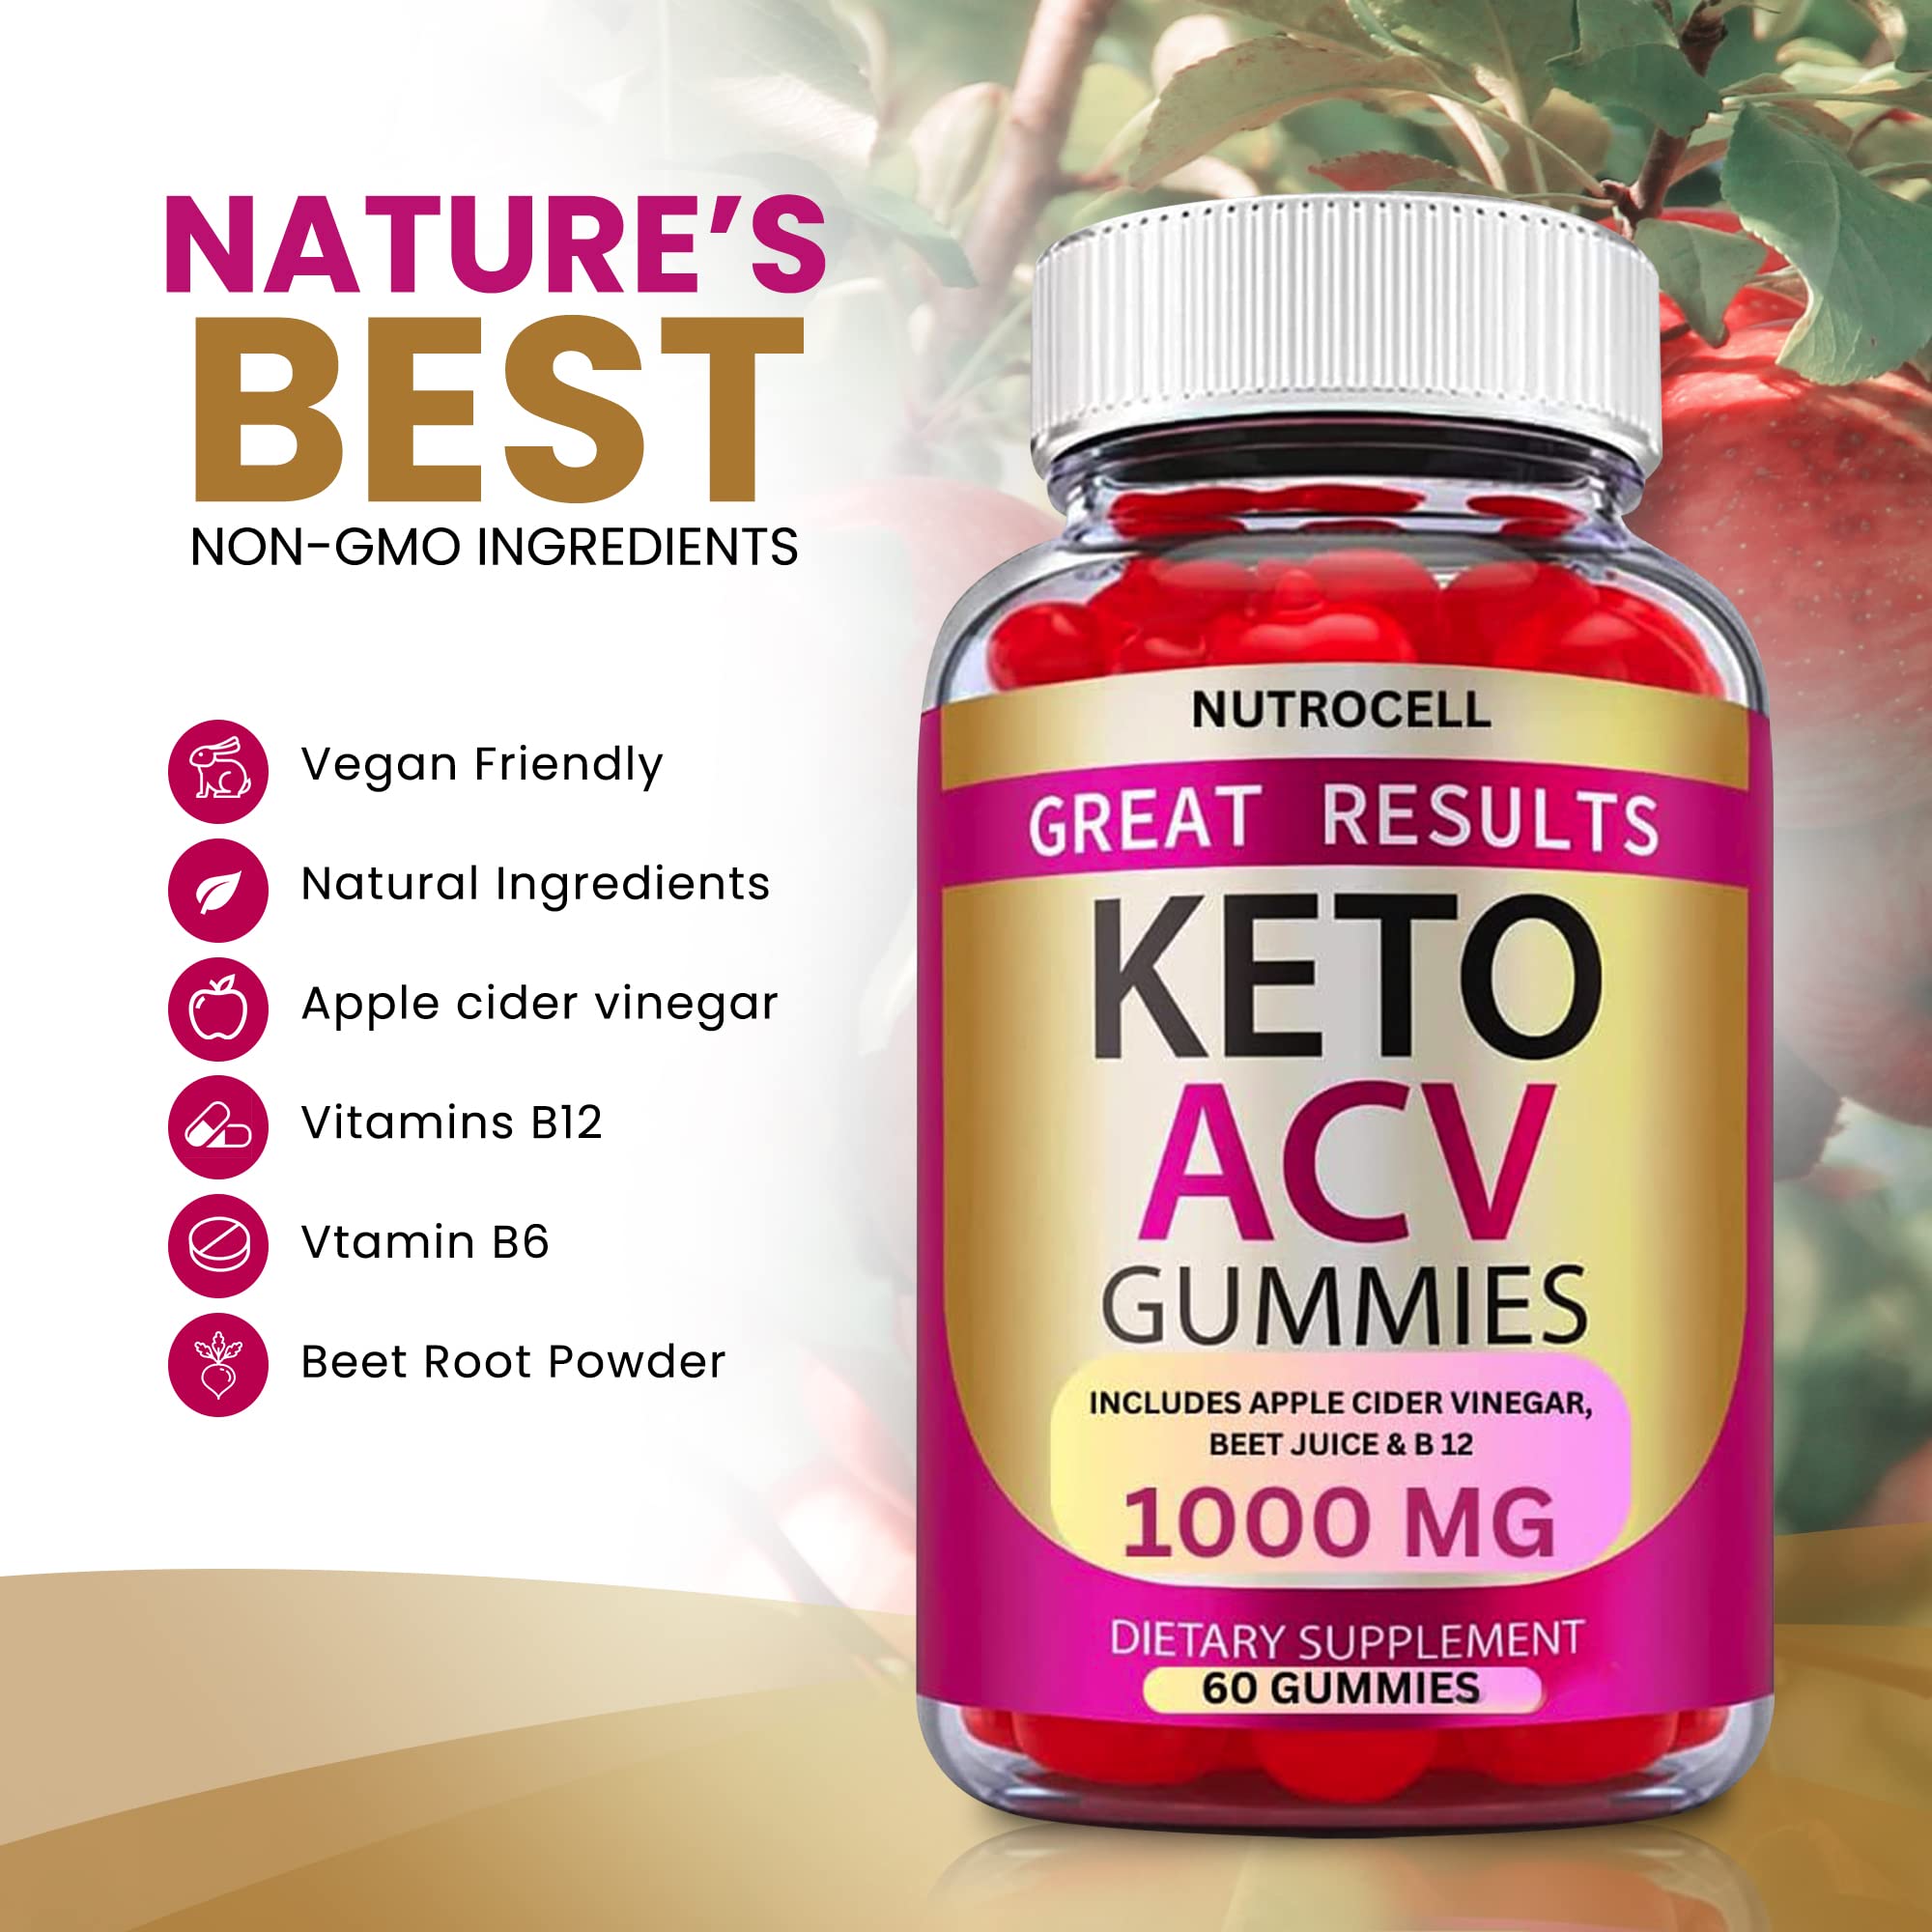 NATURE’S
BEST
NON-GMO INGREDIENTS
Vegan Friendly
Natural Ingredients
Apple cider vinegar
Vitamins B12
Vtamin B6
Beet Root Powder
NUTROCELL
GREAT RESULTS
KETO
ACV
GUMMIES
INCLUDES APPLE CIDER VINEGAR,
BEET JUICE & B 12
1000 MG
DIETARY SUPPLEMENT
60 GUMMIES